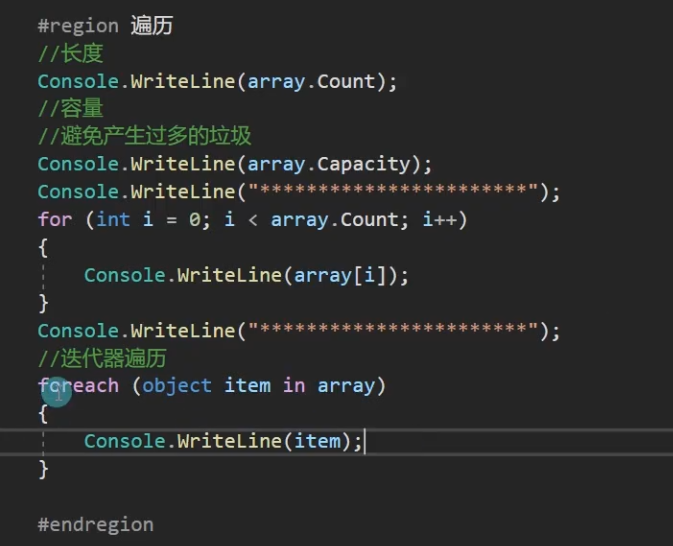 #region 遍历
//长度
Console.WriteLine(array.Count);
//容量
//避免产生过多的垃圾
Console.WriteLine(array.Capacity);
Console.WriteLine("***********************");
for (int i = 0; i < array.Count; i++)
{
Console.WriteLine(array[i]);
}
Console.WriteLine("***********************");
//迭代器遍历
foreach (object item in array)
{
Console.WriteLine(item);
}
#endregion